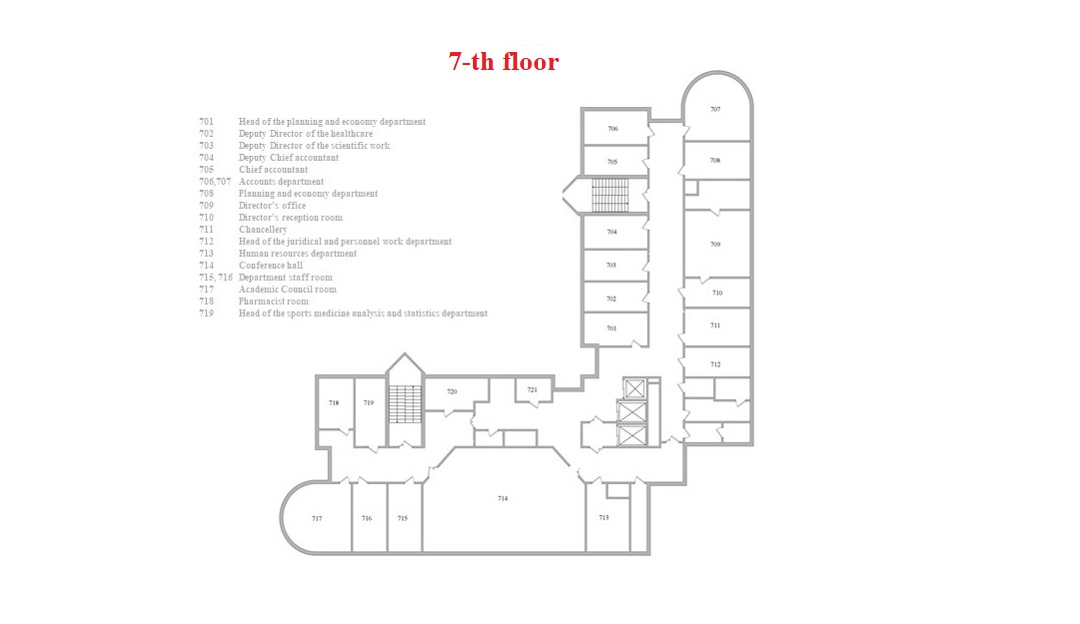 7-th floor
701 Head of the planning and economy department
702 Deputy Director of the healthcare
703 Deputy Director of the scientific work
704 Deputy Chief accountant
705 Chief accountant
706,707 Accounts department
708 Planning and economy department
709 Director's office
710 Director's reception room
711 Chancellery
712 Head of the juridical and personnel work department
713 Human resources department
714 Conference hall
715, 716 Department staff room
717 Academic Council room
718 Pharmacist room
719 Head of the sports medicine analysis and statistics department
707
706
705
708
704
709
703
702
710
701
711
712
718
719
720
721
714
717
716
715
713